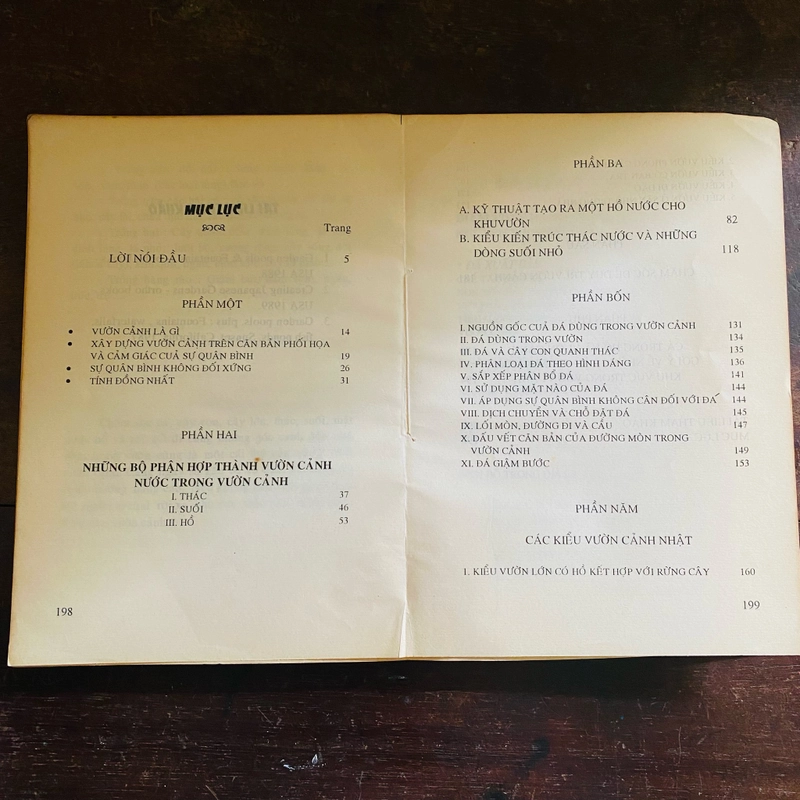 MỤC LỤC
Trang
LỜI NÓI ĐẦU 5
PHẦN MỘT
• VƯỜN CẢNH LÀ GÌ 14
• XÂY DỰNG VƯỜN CẢNH TRÊN CĂN BẢN PHỐI HỌA
VÀ CẢM GIÁC CUẢ SỰ QUÂN BÌNH 19
• SỰ QUÂN BÌNH KHÔNG ĐỐI XỨNG 26
• TÍNH ĐỒNG NHẤT 31
PHẦN HAI
NHỮNG BỘ PHẬN HỢP THÀNH VƯỜN CẢNH
NƯỚC TRONG VƯỜN CẢNH
I. THÁC 37
II. SUỐI 46
III. HỒ 53
198
PHẦN BA
A. KỸ THUẬT TẠO RA MỘT HỒ NƯỚC CHO
KHUVƯỜN 82
B. KIỂU KIẾN TRÚC THÁC NƯỚC VÀ NHỮNG
DÒNG SUỐI NHỎ 118
PHẦN BỐN
I. NGUỒN GỐC CUẢ ĐÁ DÙNG TRONG VƯỜN CẢNH 131
II. ĐÁ DÙNG TRONG VƯỜN 134
III. ĐÁ VÀ CÂY CON QUANH THÁC 135
IV. PHÂN LOẠI ĐÁ THEO HÌNH DÁNG 136
V. SẮP XẾP PHÂN BỐ ĐÁ 141
VI. SỬ DỤNG MẶT NÀO CỦA ĐÁ 144
VII. ÁP DỤNG SỰ QUÂN BÌNH KHÔNG CÂN ĐỐI VỚI ĐÁ 144
VIII. DỊCH CHUYỂN VÀ CHỖ ĐẶT ĐÁ 145
IX. LỐI MÒN, ĐƯỜNG ĐI VÀ CẦU 147
X. DẤU VẾT CĂN BẢN CỦA ĐƯỜNG MÒN TRONG
VƯỜN CẢNH 149
XI. ĐÁ GIẬM BƯỚC 153
PHẦN NĂM
CÁC KIỂU VƯỜN CẢNH NHẬT
I. KIỂU VƯỜN LỚN CÓ HỒ KẾT HỢP VỚI RỪNG CÂY 160
199